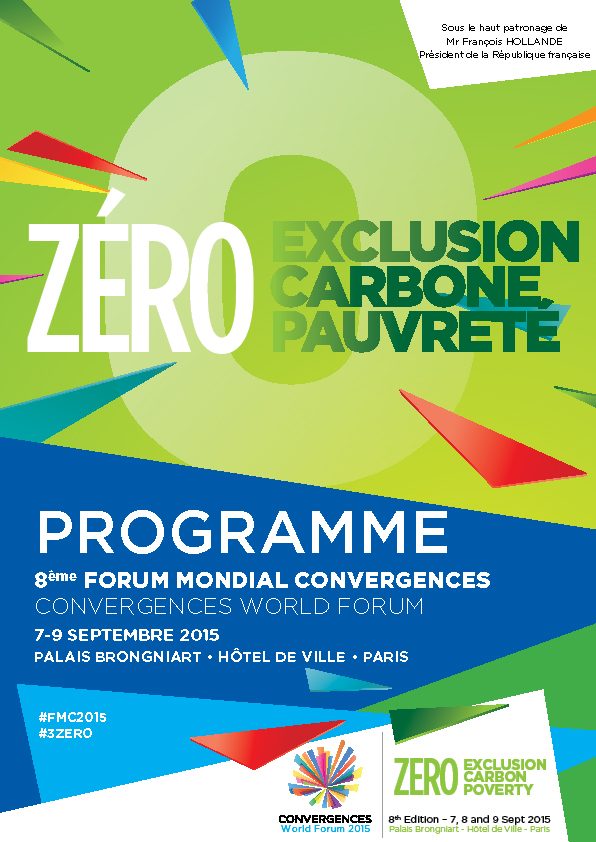 Sous le haut patronage de
Mr François HOLLANDE
Président de la République française
0
ZÉRO
EXCLUSION
CARBONE
PAUVRETÉ
PROGRAMME
8ème FORUM MONDIAL CONVERGENCES
CONVERGENCES WORLD FORUM
7-9 SEPTEMBRE 2015
PALAIS BRONGNIART • HÔTEL DE VILLE • PARIS
#FMC2015
#3ZERO
CONVERGENCES
World Forum 2015
ZERO
EXCLUSION
CARBON
POVERTY
8th Edition – 7, 8 and 9 Sept 2015
Palais Brongniart - Hôtel de Ville - Paris